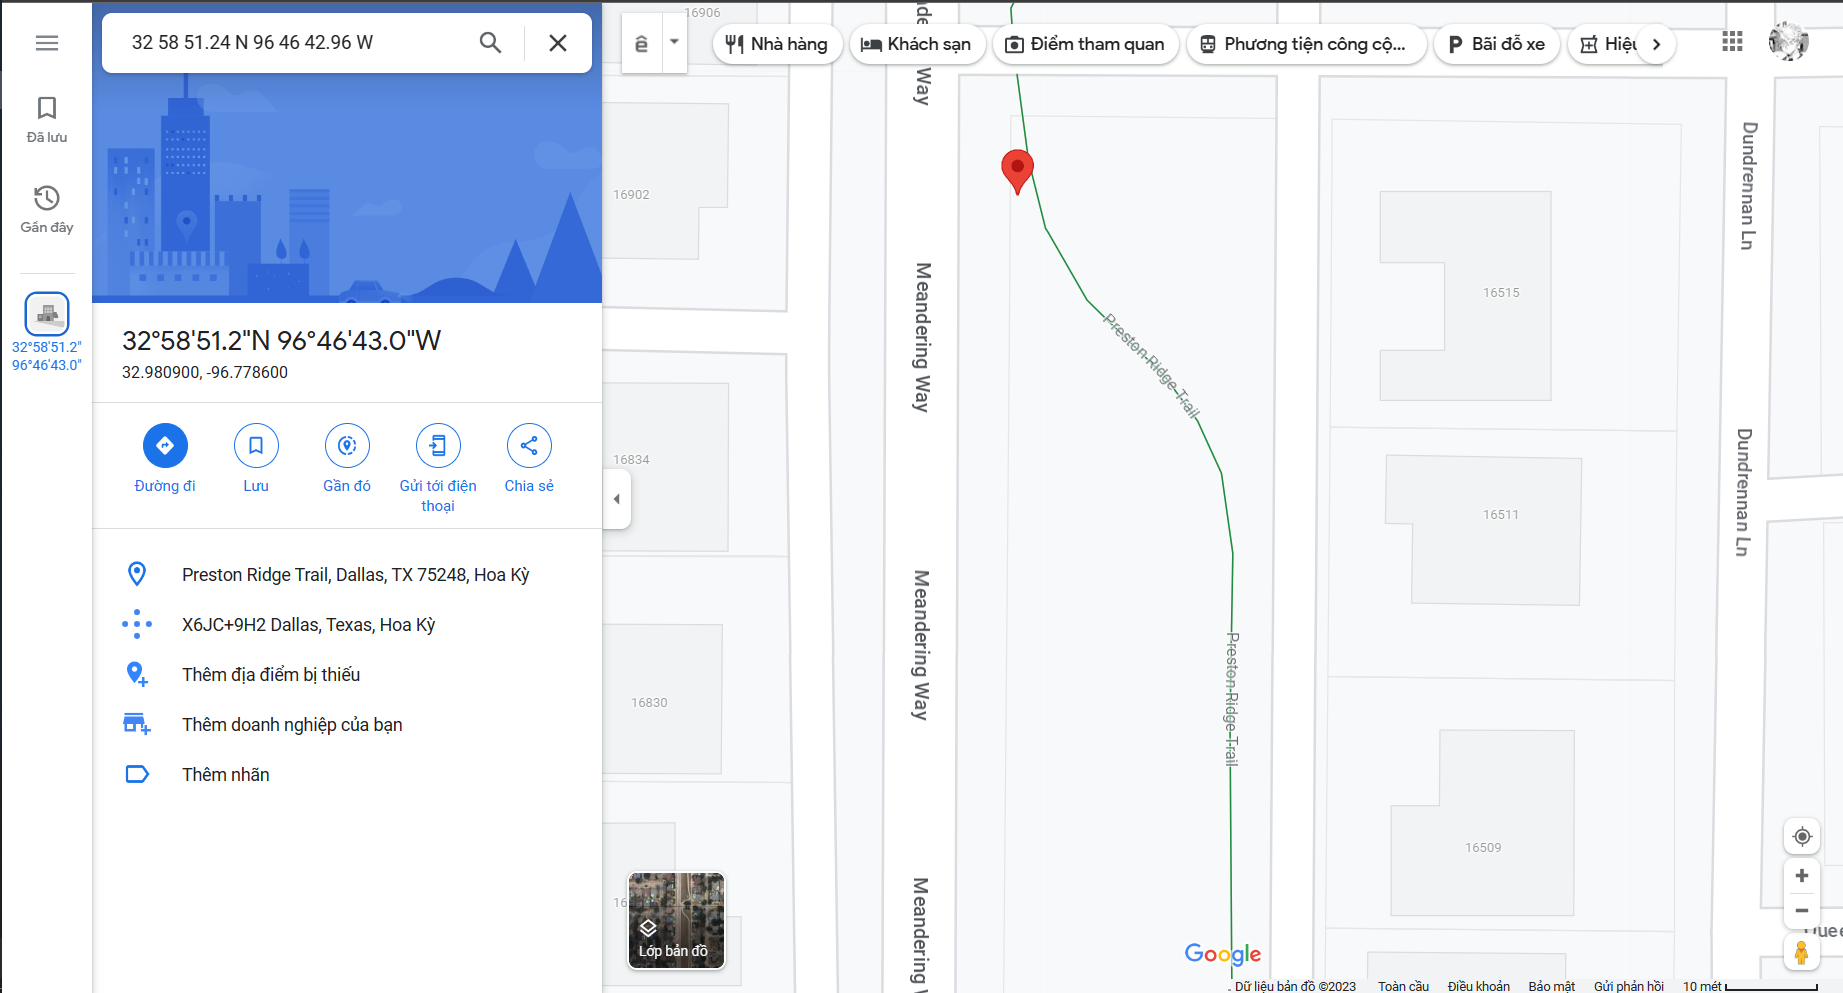 32 58 51.24 N 96 46 42.96 W
ê
Nhà hàng
Khách sạn
Điểm tham quan
Phương tiện công cộ...
Bãi đỗ xe
Đã lưu
Gần đây
32°58'51.2"
96°46'43.0"
32°58'51.2"N 96°46'43.0"W
32.980900, -96.778600
Đường đi
Lưu
Gần đó
Gửi tới điện
thoại
Chia sẻ
Preston Ridge Trail, Dallas, TX 75248, Hoa Kỳ
X6JC+9H2 Dallas, Texas, Hoa Kỳ
Thêm địa điểm bị thiếu
Thêm doanh nghiệp của bạn
Thêm nhãn
16906
16902
16834
16830
Lớp bản đồ
Way
Meandering Way
Meandering Way
Meandering
Preston Ridge Trail
Preston Ridge Trail
16515
16511
16509
Dundrennan Ln
Dundrennan Ln
Google
Dữ liệu bản đồ ©2023
Toàn cầu
Điều khoản
Bảo mật
Gửi phản hồi
10 mét